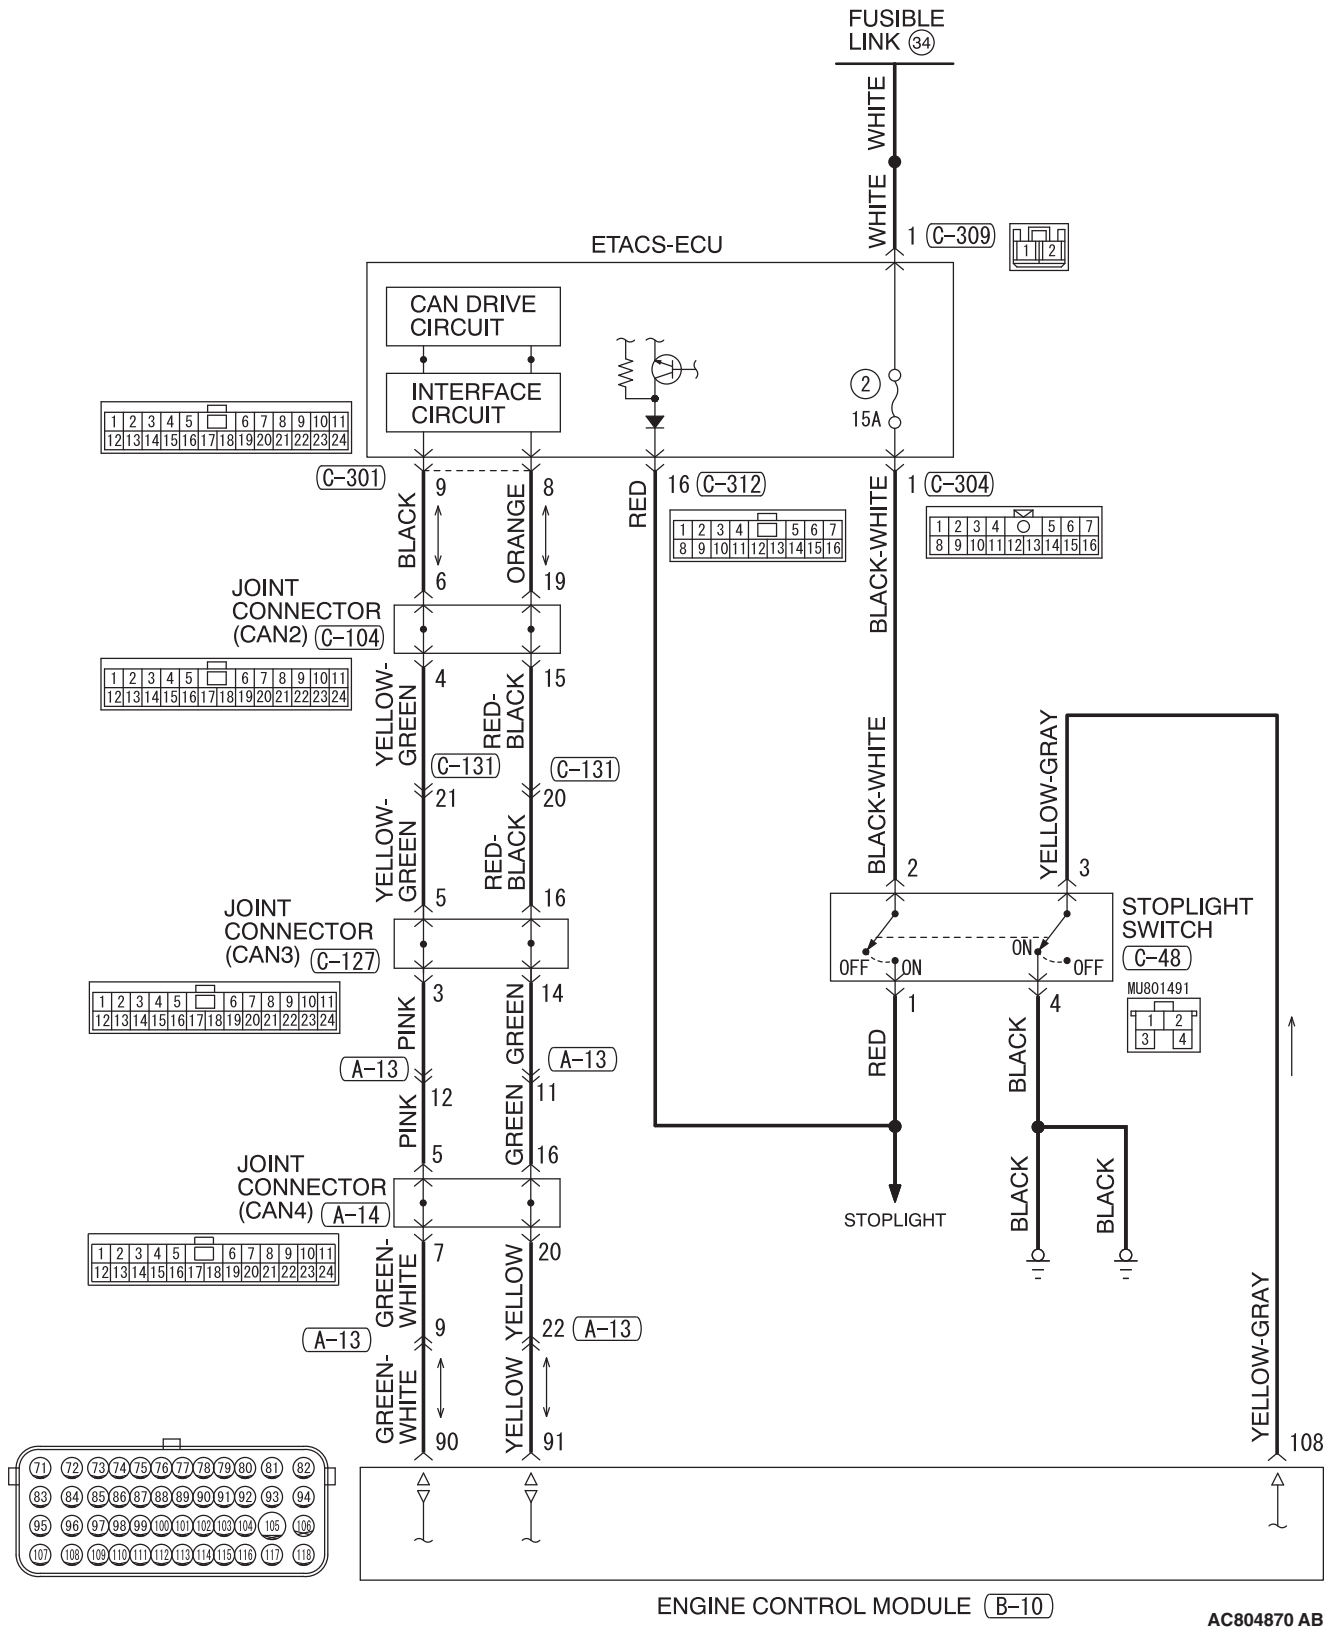 FUSIBLE
LINK 34
WHITE
WHITE
1 C-309
1 2
ETACS-ECU
CAN DRIVE
CIRCUIT
INTERFACE
CIRCUIT
2
15A
1 2 3 4 5 6 7 8 9 10 11
12 13 14 15 16 17 18 19 20 21 22 23 24
C-301
9 8
BLACK
ORANGE
RED
16 C-312
1 2 3 4 5 6 7
8 9 10 11 12 13 14 15 16
BLACK-WHITE
1 C-304
1 2 3 4 5 6 7
8 9 10 11 12 13 14 15 16
6 19
JOINT
CONNECTOR
(CAN2) C-104
1 2 3 4 5 6 7 8 9 10 11
12 13 14 15 16 17 18 19 20 21 22 23 24
4 15
YELLOW-
GREEN
RED-
BLACK
C-131 C-131
21 20
YELLOW-
GREEN
RED-
BLACK
BLACK-WHITE
YELLOW-GRAY
5 16
2 3
JOINT
CONNECTOR
(CAN3) C-127
STOPLIGHT
SWITCH
C-48
OFF ON
ON OFF
MU801491
1 2
3 4
1 2 3 4 5 6 7 8 9 10 11
12 13 14 15 16 17 18 19 20 21 22 23 24
3 14
PINK
GREEN
1 4
RED
BLACK
A-13 A-13
12 11
PINK
GREEN
5 16
JOINT
CONNECTOR
(CAN4) A-14
STOPLIGHT
BLACK
BLACK
1 2 3 4 5 6 7 8 9 10 11
12 13 14 15 16 17 18 19 20 21 22 23 24
7 20
GREEN-
WHITE
YELLOW
A-13 9 22 A-13
GREEN-
WHITE
YELLOW
YELLOW-GRAY
90 91 108
71 72 73 74 75 76 77 78 79 80 81 82
83 84 85 86 87 88 89 90 91 92 93 94
95 96 97 98 99 100 101 102 103 104 105 106
107 108 109 110 111 112 113 114 115 116 117 118
ENGINE CONTROL MODULE B-10
AC804870 AB